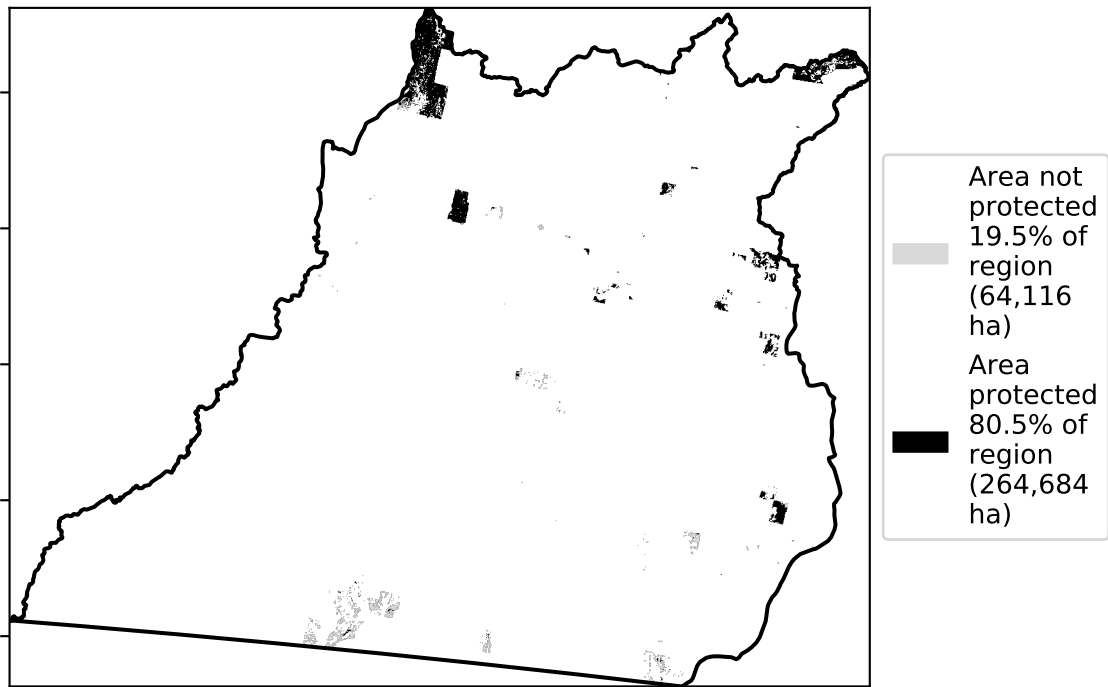 Area not
protected
19.5% of
region
(64,116
ha)
Area
protected
80.5% of
region
(264,684
ha)